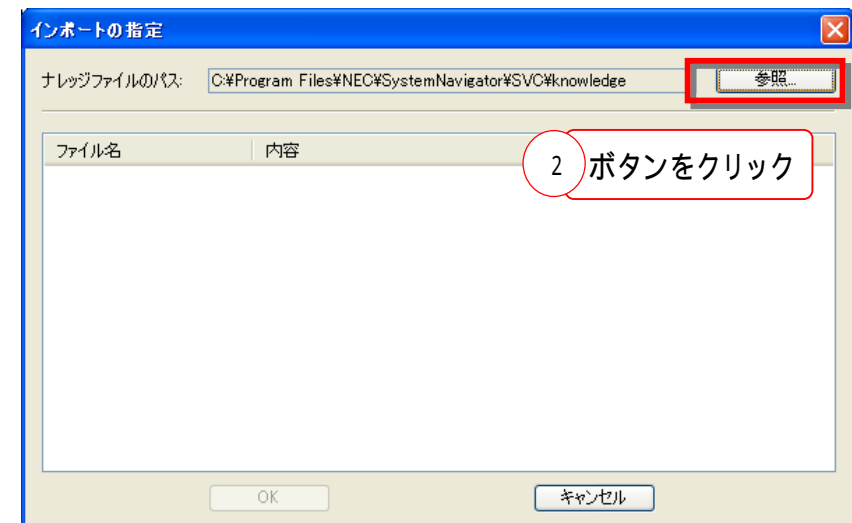 インポートの指定
ナレッジファイルのパス: C:¥Program Files¥NEC¥SystemNavigator¥SVC¥knowledge 参照...
ファイル名 内容
2 ボタンをクリック
OK キャンセル